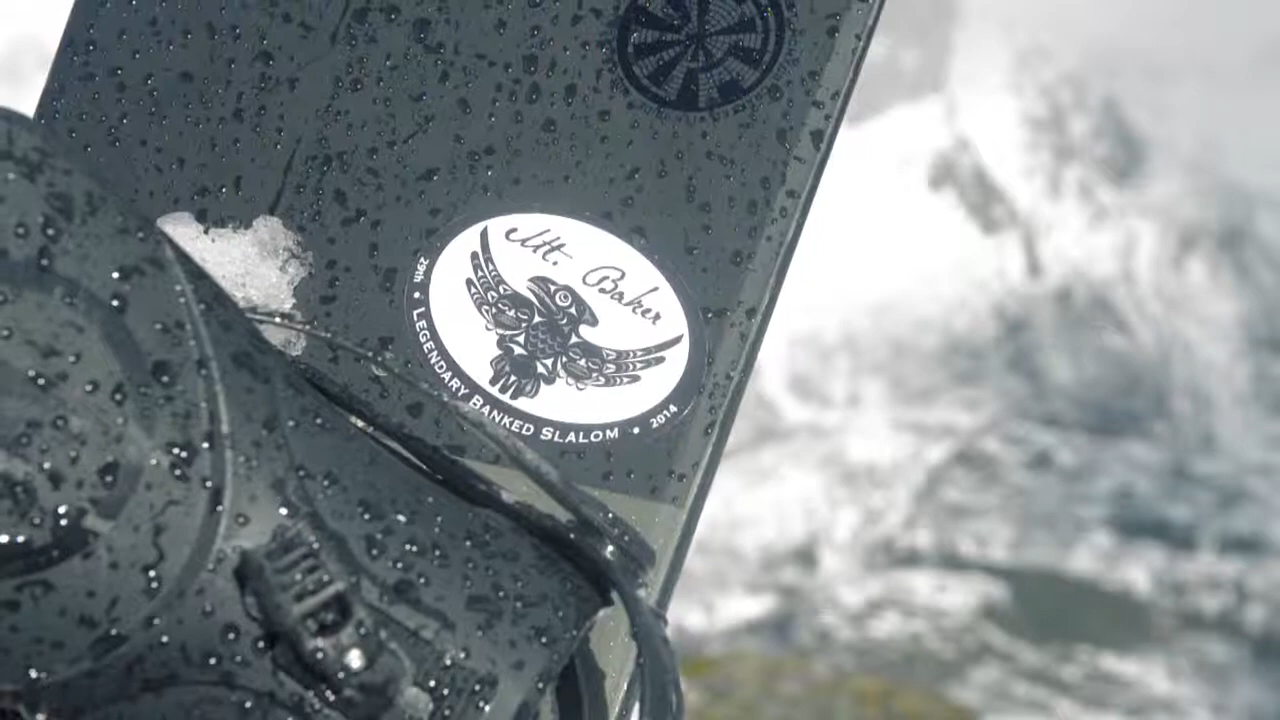 Mt. Baker
29th • LEGENDARY BANKED SLALOM • 2014